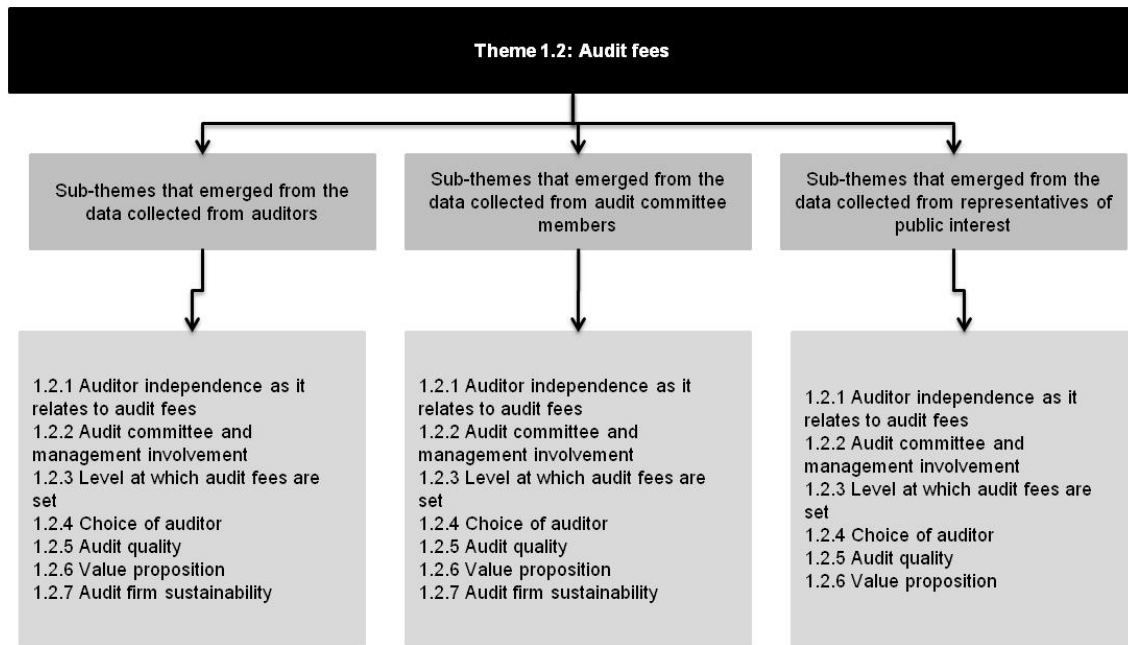 Theme 1.2: Audit fees
Sub-themes that emerged from the
data collected from auditors
Sub-themes that emerged from the
data collected from audit committee
members
Sub-themes that emerged from the
data collected from representatives of
public interest
1.2.1 Auditor independence as it
relates to audit fees
1.2.2 Audit committee and
management involvement
1.2.3 Level at which audit fees are
set
1.2.4 Choice of auditor
1.2.5 Audit quality
1.2.6 Value proposition
1.2.7 Audit firm sustainability
1.2.1 Auditor independence as it
relates to audit fees
1.2.2 Audit committee and
management involvement
1.2.3 Level at which audit fees are
set
1.2.4 Choice of auditor
1.2.5 Audit quality
1.2.6 Value proposition
1.2.7 Audit firm sustainability
1.2.1 Auditor independence as it
relates to audit fees
1.2.2 Audit committee and
management involvement
1.2.3 Level at which audit fees are
set
1.2.4 Choice of auditor
1.2.5 Audit quality
1.2.6 Value proposition